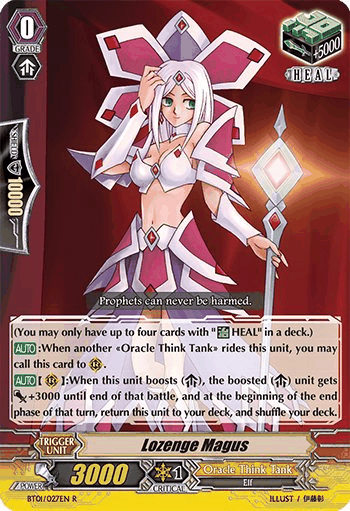 0
GRADE
+5000
HEAL
SHIELD 10000
Prophets can never be harmed.
(You may only have up to four cards with " HEAL" in a deck.)
AUTO:When another «Oracle Think Tank» rides this unit, you may
call this card to .
AUTO[ ]:When this unit boosts ( ), the boosted ( ) unit gets
+3000 until end of that battle, and at the beginning of the end
phase of that turn, return this unit to your deck, and shuffle your deck.
TRIGGER
UNIT
Lozenge Magus
POWER 3000
1
CRITICAL
Oracle Think Tank
Elf
BT01/027EN R
ILLUST / 伊藤彰